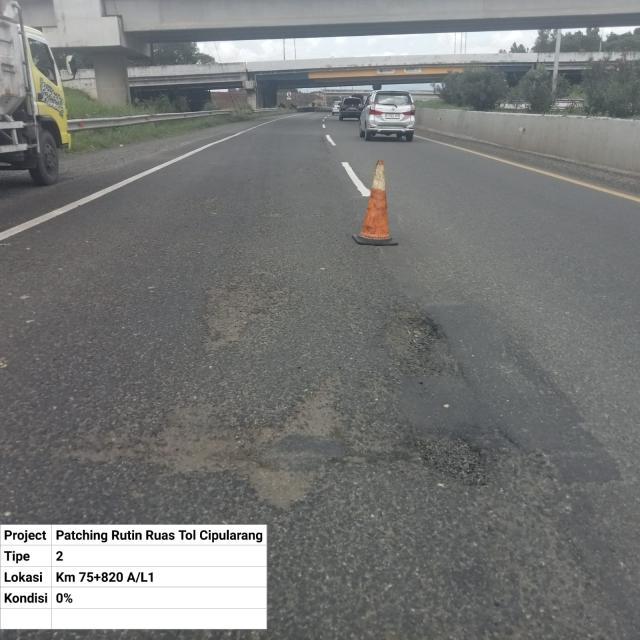 Project Patching Rutin Ruas Tol Cipularang
Tipe 2
Lokasi Km 75+820 A/L1
Kondisi 0%